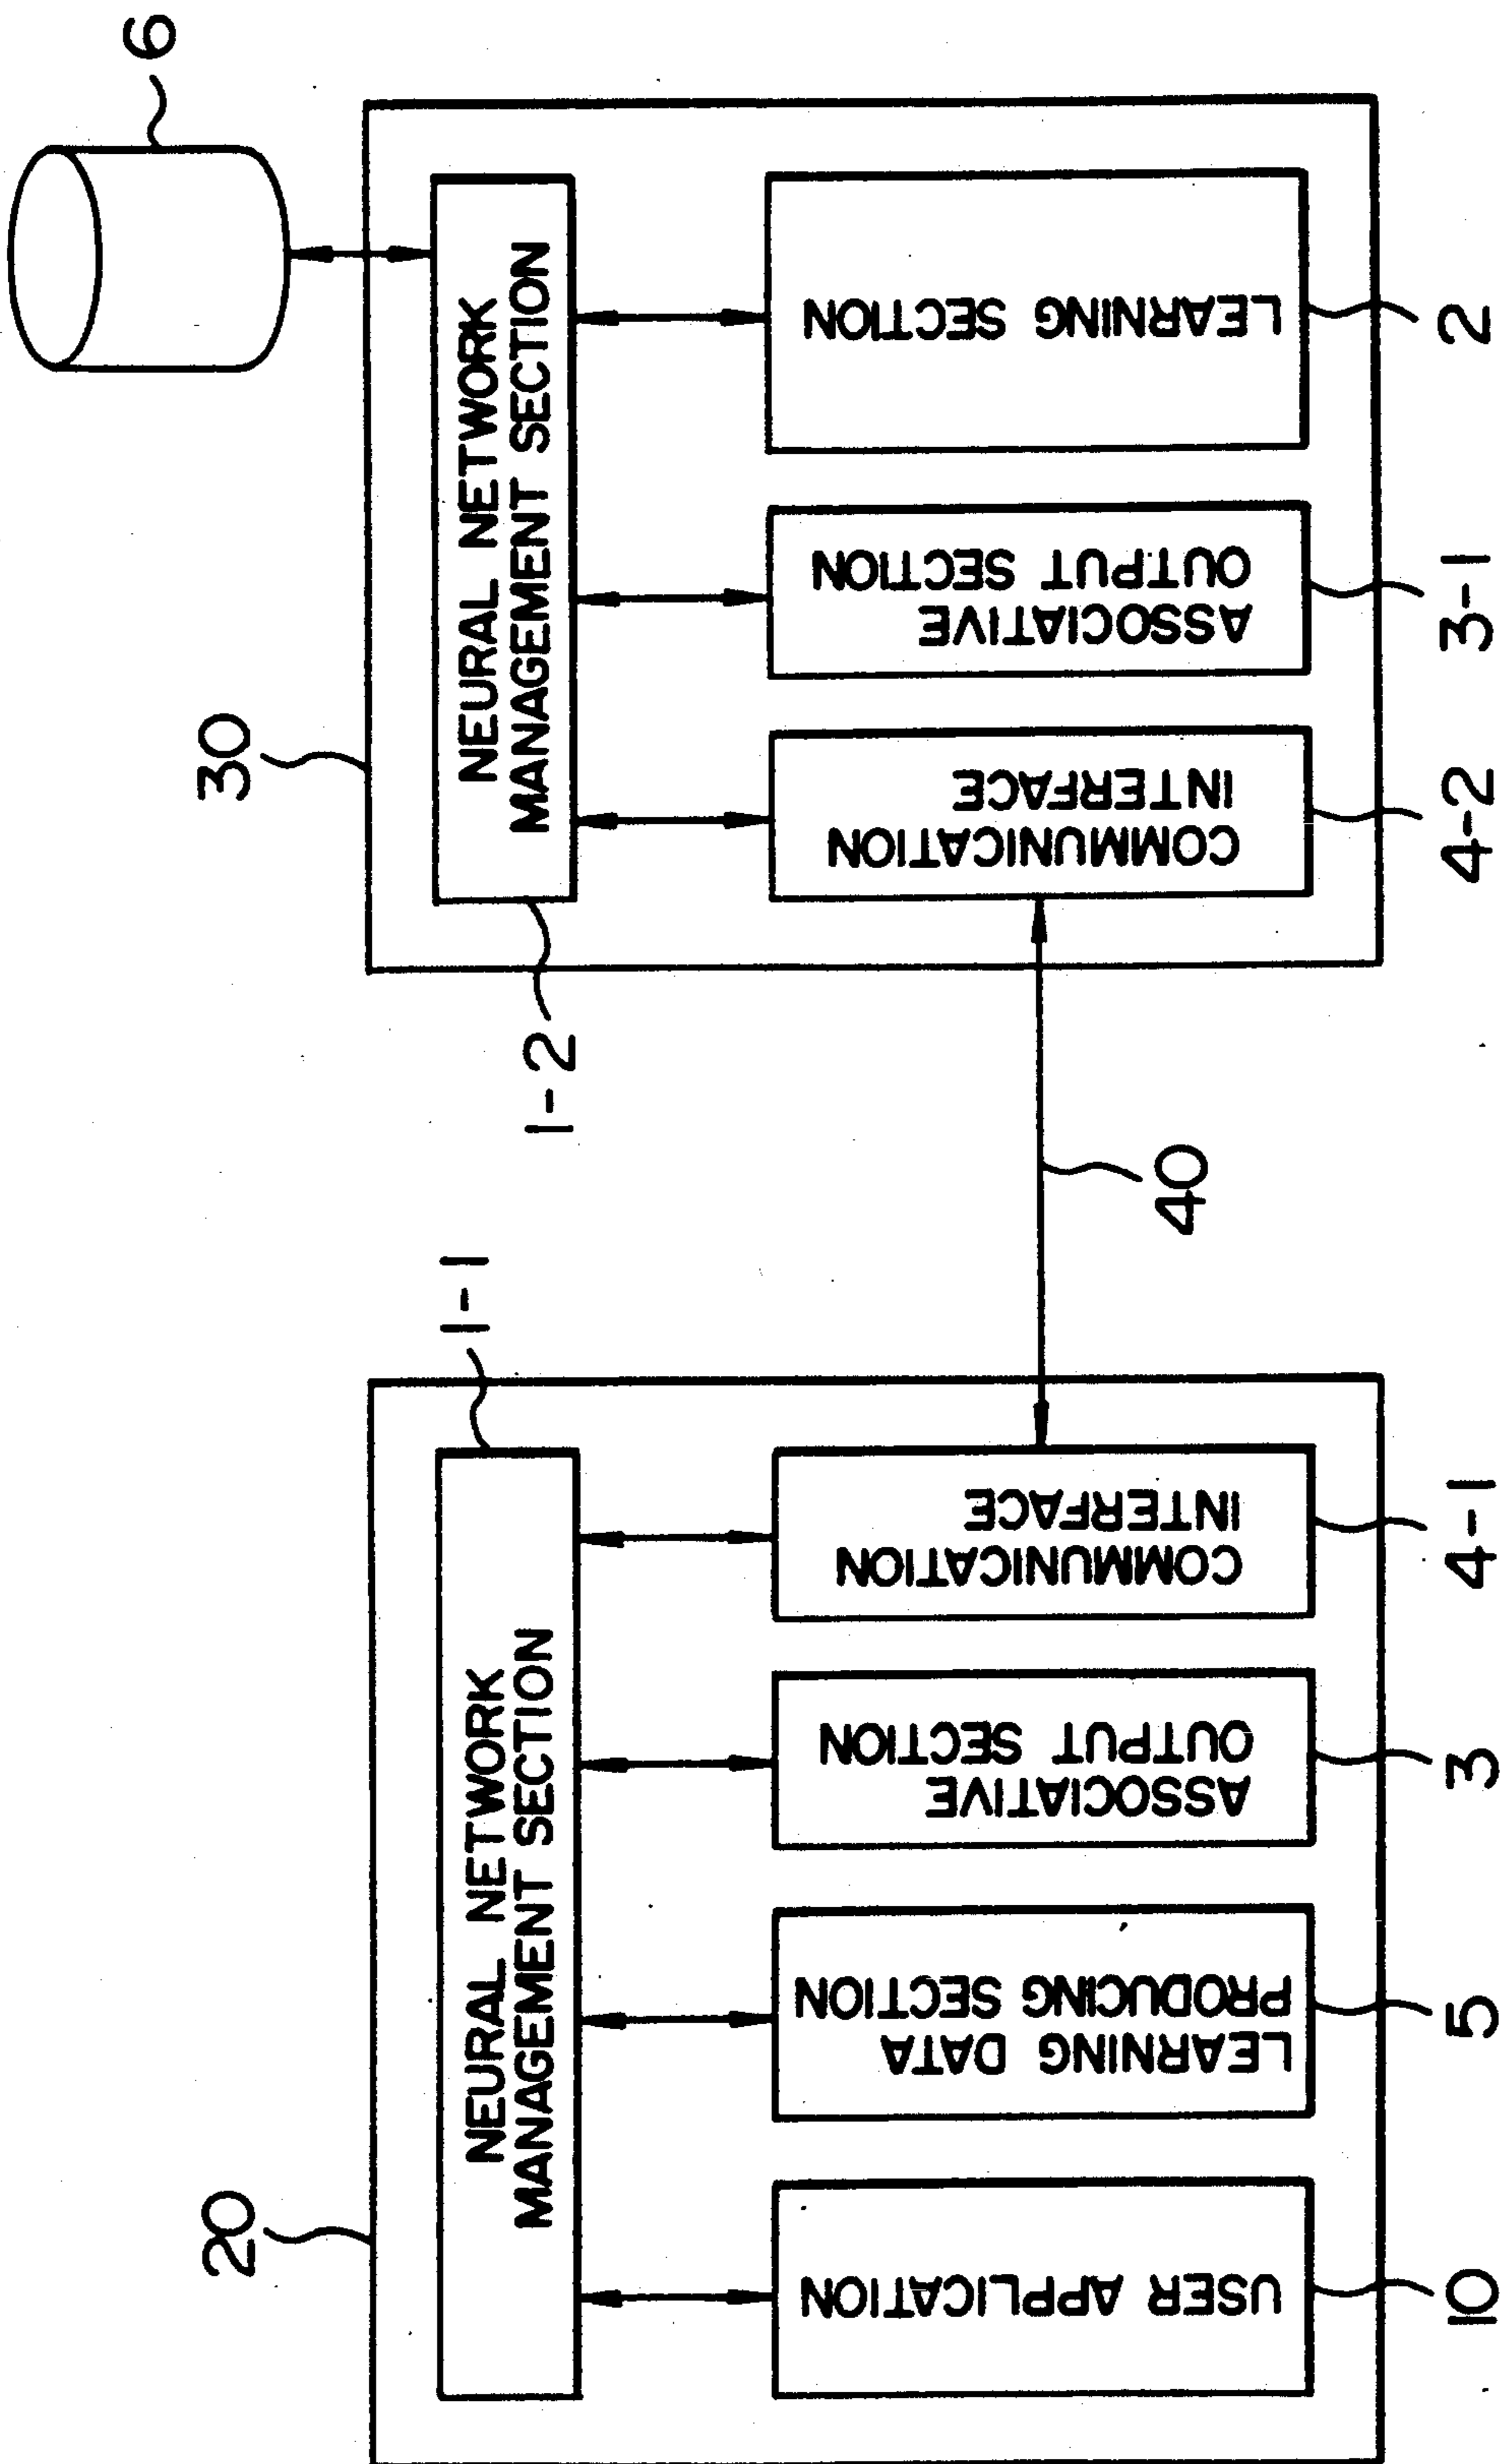 20
NEURAL NETWORK
MANAGEMENT SECTION
1-1
USER APPLICATION
10
LEARNING DATA
PRODUCING SECTION
5
ASSOCIATIVE
OUTPUT SECTION
3
COMMUNICATION
INTERFACE
4-1
40
30
NEURAL NETWORK
MANAGEMENT SECTION
1-2
COMMUNICATION
INTERFACE
4-2
ASSOCIATIVE
OUTPUT SECTION
3-1
LEARNING SECTION
2
6